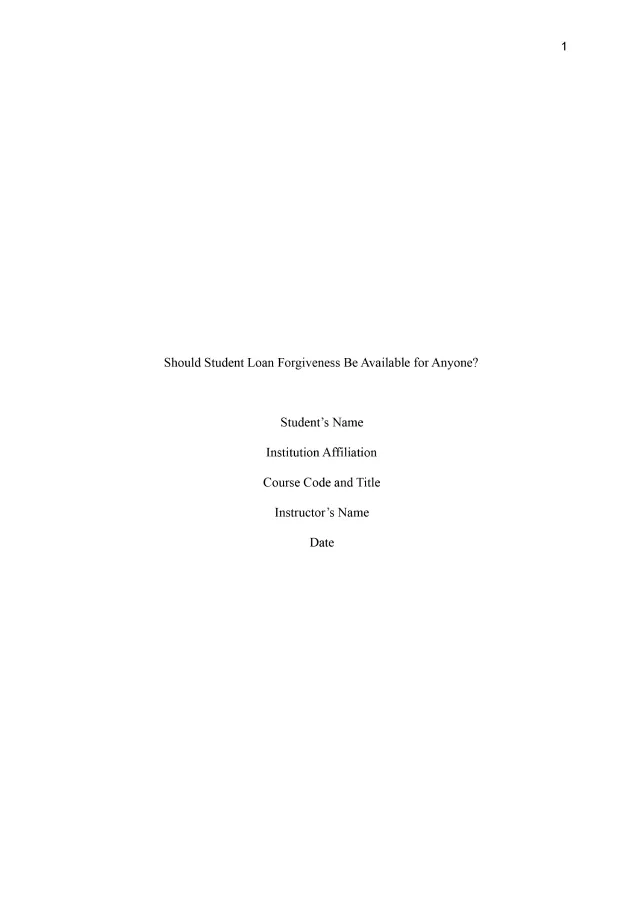 1
Should Student Loan Forgiveness Be Available for Anyone?
Student’s Name
Institution Affiliation
Course Code and Title
Instructor’s Name
Date